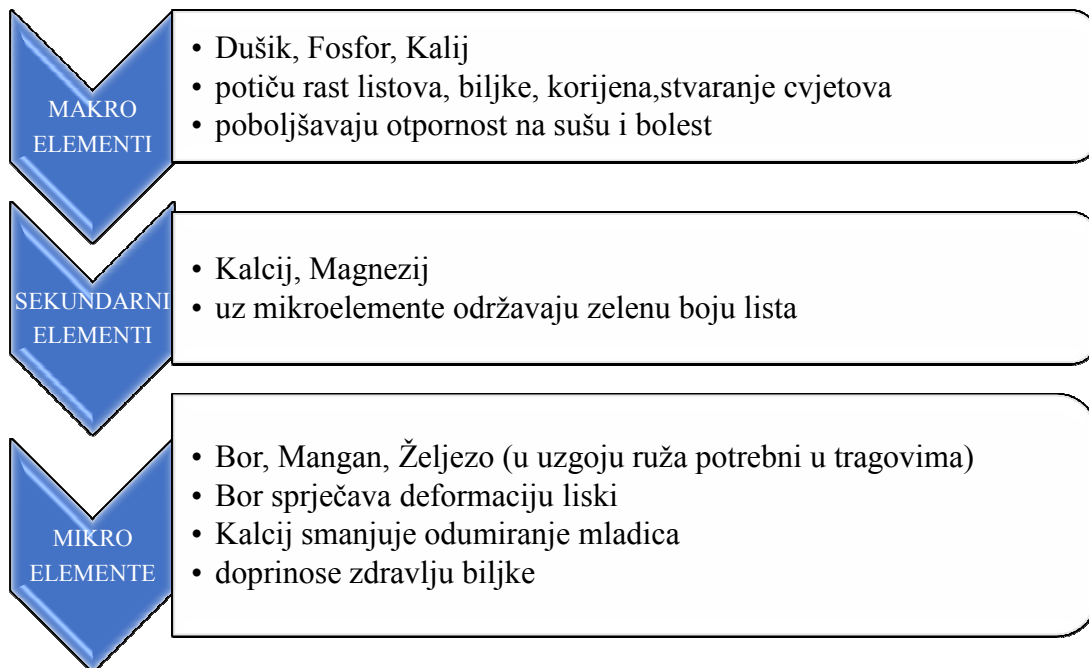 MAKRO
ELEMENTI
• Dušik, Fosfor, Kalij
• potiču rast listova, biljke, korijena,stvaranje cvjetova
• poboljšavaju otpornost na sušu i bolest
SEKUNDARNI
ELEMENTI
• Kalcij, Magnezij
• uz mikroelemente održavaju zelenu boju lista
MIKRO
ELEMENTE
• Bor, Mangan, Željezo (u uzgoju ruža potrebni u tragovima)
• Bor sprječava deformaciju liski
• Kalcij smanjuje odumiranje mladica
• doprinose zdravlju biljke